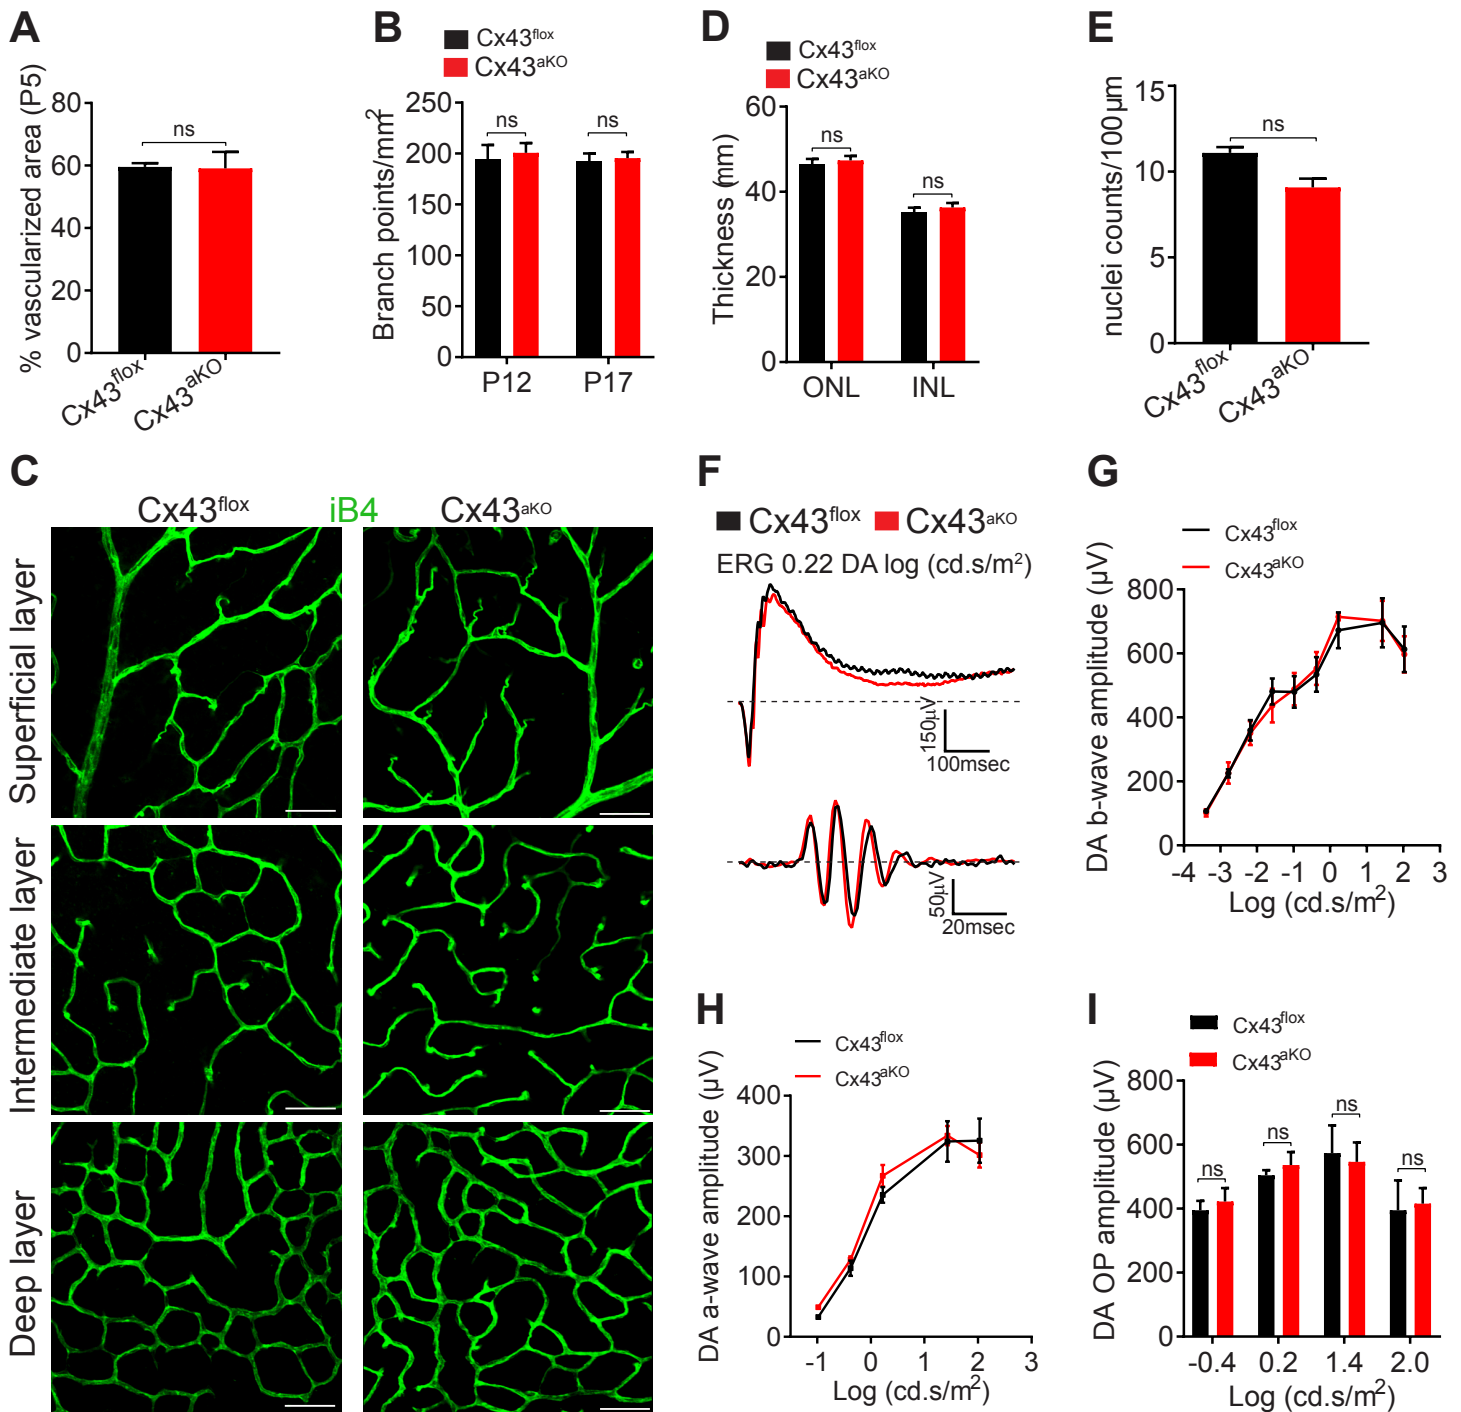 A
% vascularized area (P5)
80
60
40
20
0
ns
Cx43flox
Cx43aKO
B
Cx43flox
Cx43aKO
Branch points/mm2
250
200
150
100
50
0
ns
ns
P12
P17
D
Cx43flox
Cx43aKO
Thickness (mm)
60
40
20
0
ns
ns
ONL
INL
E
nuclei counts/100µm
15
10
5
0
ns
Cx43flox
Cx43aKO
C
Cx43flox
iB4
Cx43aKO
Superficial layer
Intermediate layer
Deep layer
F
Cx43flox
Cx43aKO
ERG 0.22 DA log (cd.s/m2)
150µV
100msec
50µV
20msec
G
Cx43flox
Cx43aKO
DA b-wave amplitude (µV)
800
600
400
200
0
-4 -3 -2 -1 0 1 2 3
Log (cd.s/m2)
H
Cx43flox
Cx43aKO
DA a-wave amplitude (µV)
400
300
200
100
0
-1 0 1 2 3
Log (cd.s/m2)
I
Cx43flox
Cx43aKO
DA OP amplitude (µV)
800
600
400
200
0
ns
ns
ns
ns
-0.4 0.2 1.4 2.0
Log (cd.s/m2)